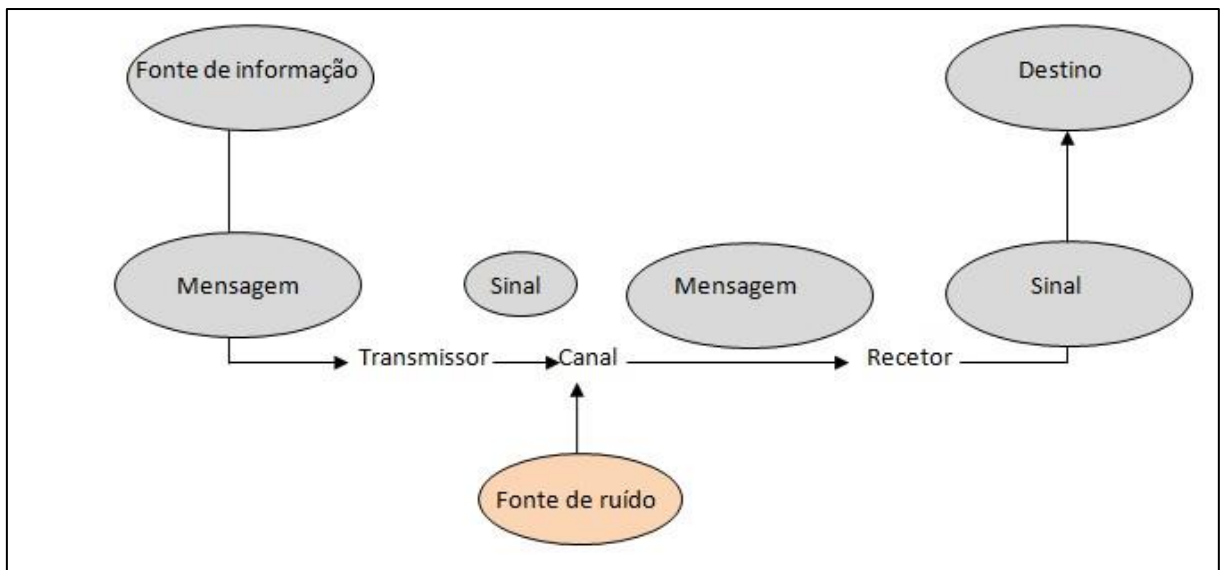 Fonte de informação
Destino
Mensagem
Sinal
Mensagem
Sinal
Transmissor
Canal
Recetor
Fonte de ruído